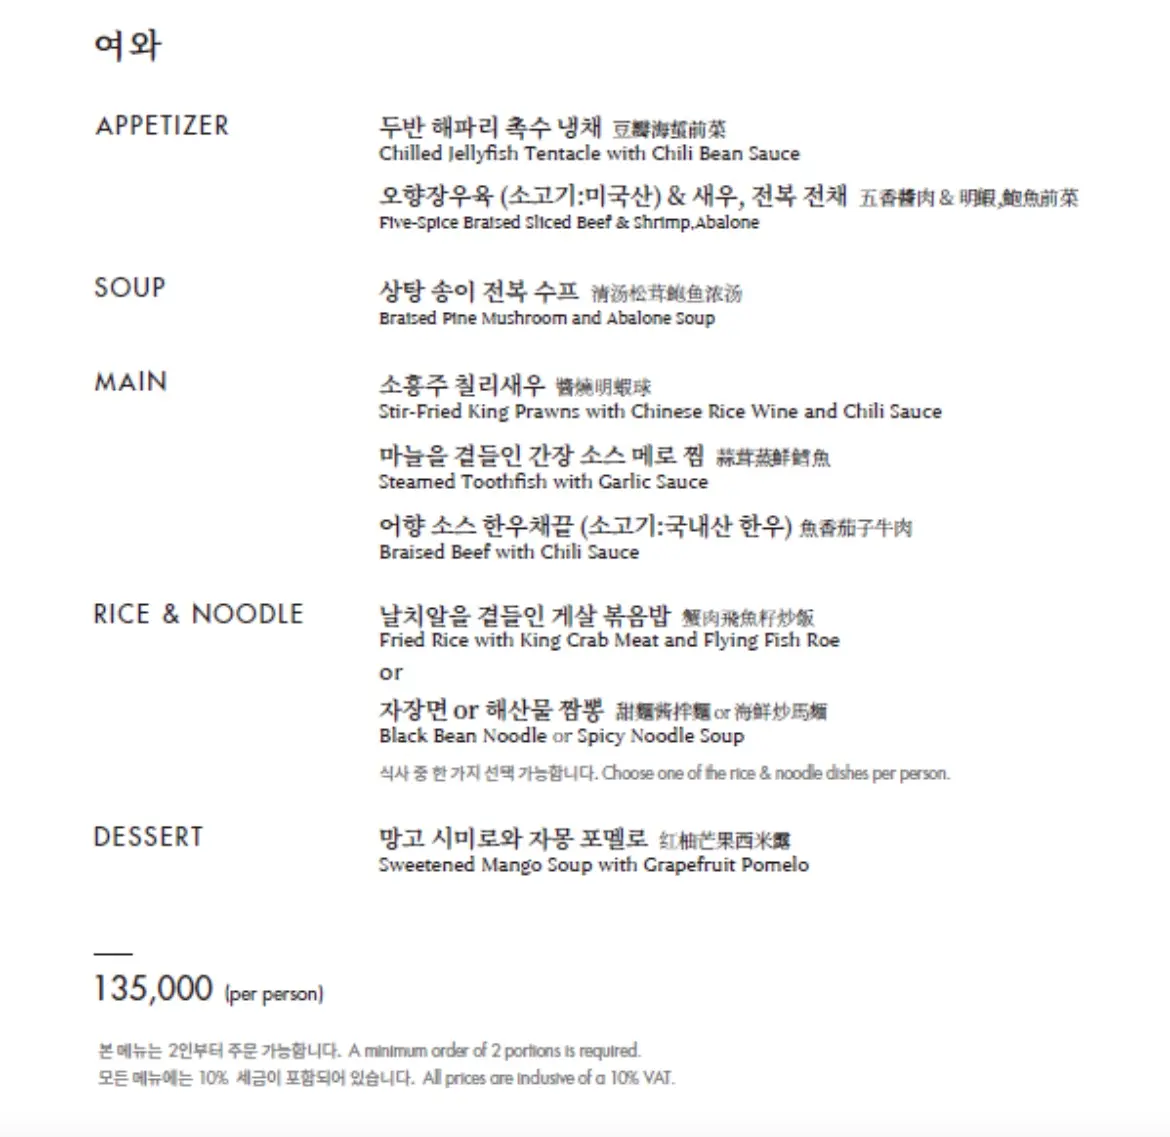 여와
APPETIZER
두반 해파리 촉수 냉채 豆瓣海蜇前菜
Chilled Jellyfish Tentacle with Chili Bean Sauce
오향장우육 (소고기:미국산) & 새우, 전복 전채 五香醬肉 & 明蝦,鮑魚前菜
Five-Spice Braised Sliced Beef & Shrimp,Abalone
SOUP
상탕 송이 전복 수프 清汤松茸鲍鱼浓汤
Braised Pine Mushroom and Abalone Soup
MAIN
소흥주 칠리새우 醬燒明蝦球
Stir-Fried King Prawns with Chinese Rice Wine and Chili Sauce
마늘을 곁들인 간장 소스 메로 찜 蒜茸蒸鮮鱈魚
Steamed Toothfish with Garlic Sauce
어향 소스 한우채끝 (소고기:국내산 한우) 魚香茄子牛肉
Braised Beef with Chili Sauce
RICE & NOODLE
날치알을 곁들인 게살 볶음밥 蟹肉飛魚籽炒飯
Fried Rice with King Crab Meat and Flying Fish Roe
or
자장면 or 해산물 짬뽕 甜麵酱拌麵 or 海鮮炒馬麵
Black Bean Noodle or Spicy Noodle Soup
식사 중 한 가지 선택 가능합니다. Choose one of the rice & noodle dishes per person.
DESSERT
망고 시미로와 자몽 포멜로 红柚芒果西米露
Sweetened Mango Soup with Grapefruit Pomelo
135,000 (per person)
본 메뉴는 2인부터 주문 가능합니다. A minimum order of 2 portions is required.
모든 메뉴에는 10% 세금이 포함되어 있습니다. All prices are inclusive of a 10% VAT.